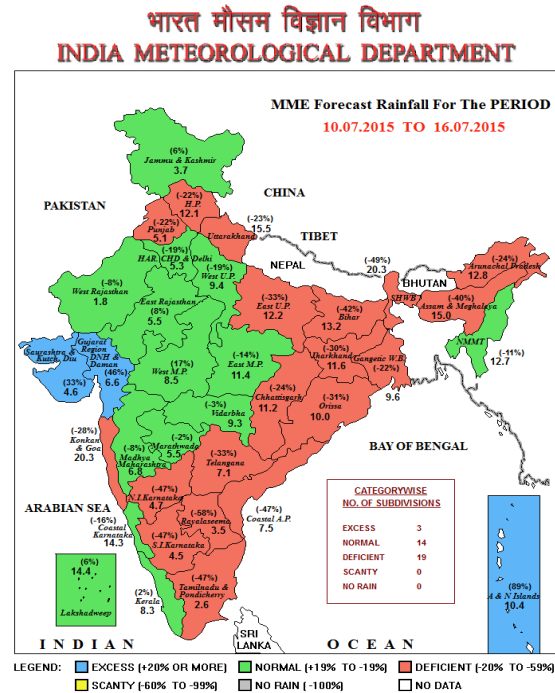 भारत मौसम विज्ञान विभाग
INDIA METEOROLOGICAL DEPARTMENT
MME Forecast Rainfall For The PERIOD
10.07.2015 TO 16.07.2015
(6%)
Jammu & Kashmir
3.7
CHINA
PAKISTAN
(-22%)
H.P.
12.1
(-22%)
Punjab
5.1
Uttarakhand
(-23%)
15.5
TIBET
NEPAL
(-19%)
HAR. CHD & Delhi
5.3
(-19%)
West U.P.
9.4
(-49%)
20.3
BHUTAN
(-24%)
Arunachal Pradesh
12.8
(-8%)
West Rajasthan
1.8
East Rajasthan
(8%)
5.5
(-33%)
East U.P.
12.2
(-42%)
Bihar
13.2
SHWB
(-40%)
Assam & Meghalaya
15.0
NMMT
(-11%)
12.7
Saurashtra &
Kutch, Diu
(33%)
4.6
Gujarat
Region
DNH &
Daman
(46%)
6.6
(17%)
West M.P.
8.5
(-14%)
East M.P.
11.4
(-30%)
Jharkhand
11.6
Gangetic W.B.
(-22%)
9.6
(-24%)
Chhattisgarh
11.2
(-31%)
Orissa
10.0
(-3%)
Vidarbha
9.3
(-28%)
Konkan
& Goa
20.3
(-8%)
Madhya
Maharashtra
6.8
(-2%)
Marathwada
5.5
(-33%)
Telangana
7.1
BAY OF BENGAL
ARABIAN SEA
(-16%)
Coastal
Karnataka
14.3
(-47%)
N.I.Karnataka
4.7
(-58%)
Rayalaseema
3.5
(-47%)
Coastal A.P.
7.5
(-47%)
S.I.Karnataka
4.5
(-47%)
Tamilnadu &
Pondicherry
2.6
(2%)
Kerala
8.3
(6%)
14.4
Lakshadweep
CATEGORYWISE
NO. OF SUBDIVISIONS
EXCESS 3
NORMAL 14
DEFICIENT 19
SCANTY 0
NO RAIN 0
(89%)
A & N Islands
10.4
SRI
LANKA
INDIAN OCEAN
LEGEND: EXCESS (+20% OR MORE) NORMAL (+19% TO -19%) DEFICIENT (-20% TO -59%)
SCANTY (-60% TO -99%) NO RAIN (-100%) NO DATA